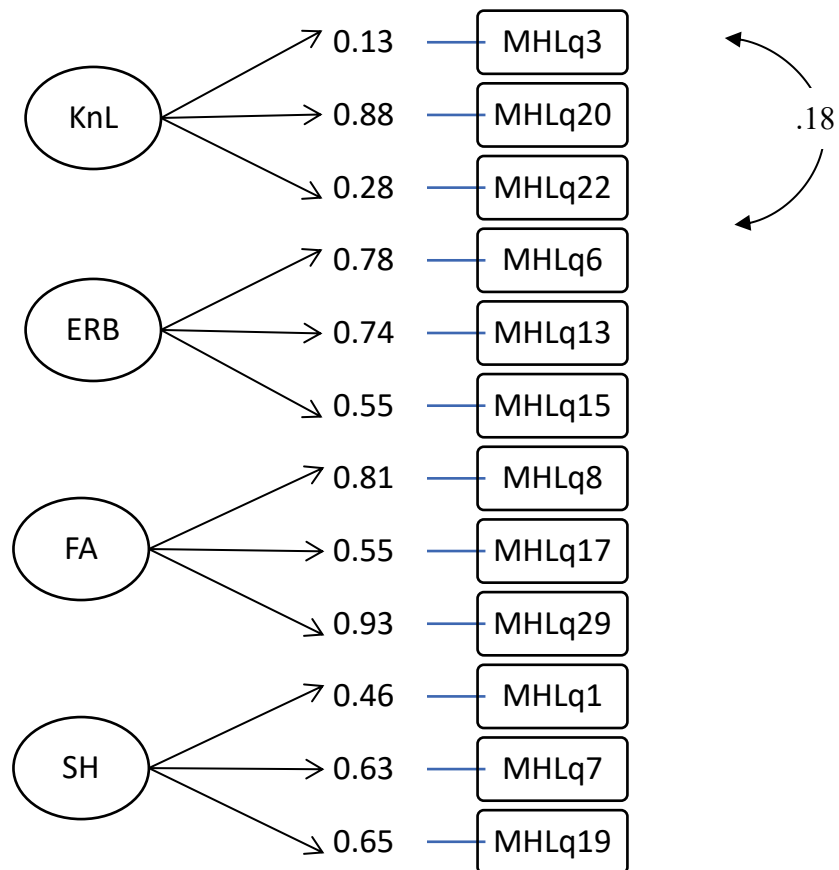 0.13 MHLq3
KnL 0.88 MHLq20 .18
0.28 MHLq22
0.78 MHLq6
ERB 0.74 MHLq13
0.55 MHLq15
0.81 MHLq8
FA 0.55 MHLq17
0.93 MHLq29
0.46 MHLq1
SH 0.63 MHLq7
0.65 MHLq19